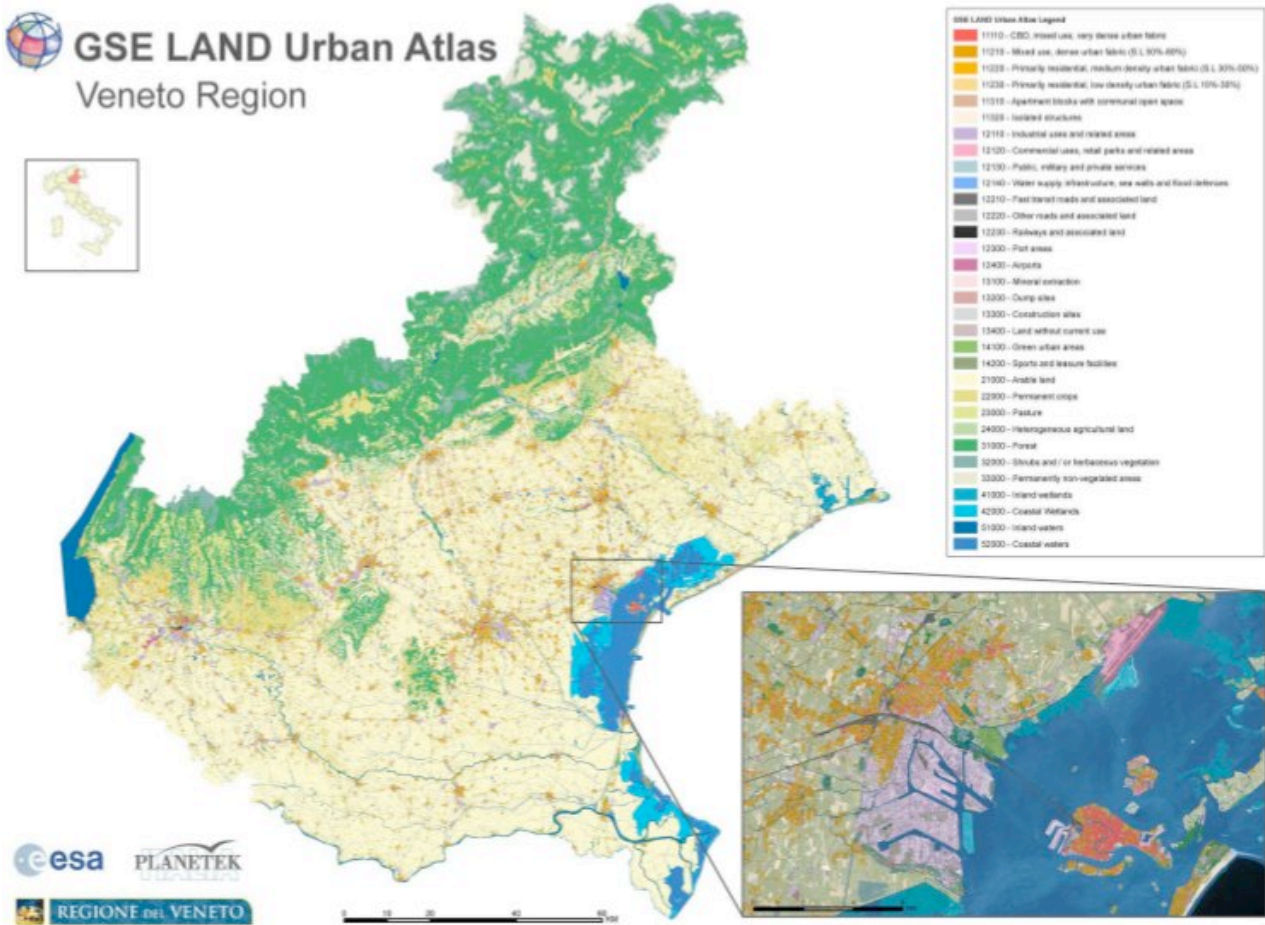 GSE LAND Urban Atlas
Veneto Region
GSE LAND Urban Atlas Legend
11110 - CBD, mixed use, very dense urban fabric
11210 - Mixed use, dense urban fabric (S.L 50%-80%)
11220 - Primarily residential, medium density urban fabric (S.L 30%-50%)
11230 - Primarily residential, low density urban fabric (S.L 10%-30%)
11310 - Apartment blocks with communal open space
11320 - Isolated structures
12110 - Industrial uses and related areas
12120 - Commercial uses, retail parks and related areas
12130 - Public, military and private services
12140 - Water supply infrastructure, sea walls and flood defences
12210 - Fast transit roads and associated land
12220 - Other roads and associated land
12230 - Railways and associated land
12300 - Port areas
12400 - Airports
13100 - Mineral extraction
13200 - Dump sites
13300 - Construction sites
13400 - Land without current use
14100 - Green urban areas
14200 - Sports and leisure facilities
21000 - Arable land
22000 - Permanent crops
23000 - Pasture
24000 - Heterogeneous agricultural land
31000 - Forest
32000 - Shrubs and / or herbaceous vegetation
33000 - Permanently non-vegetated areas
41000 - Inland wetlands
42000 - Coastal Wetlands
51000 - Inland waters
52000 - Coastal waters
esa
PLANETEK
ITALIA
REGIONE DEL VENETO
0 10 20 40 60
KM